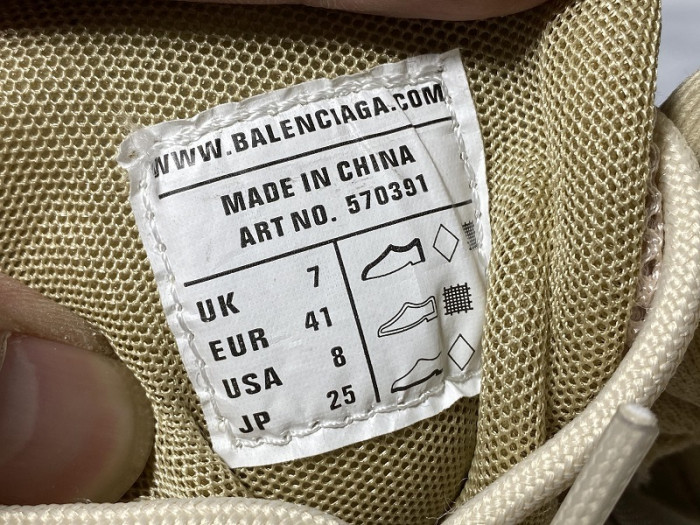 WWW.BALENCIAGA.COM
MADE IN CHINA
ART NO. 570391
UK 7
EUR 41
USA 8
JP 25